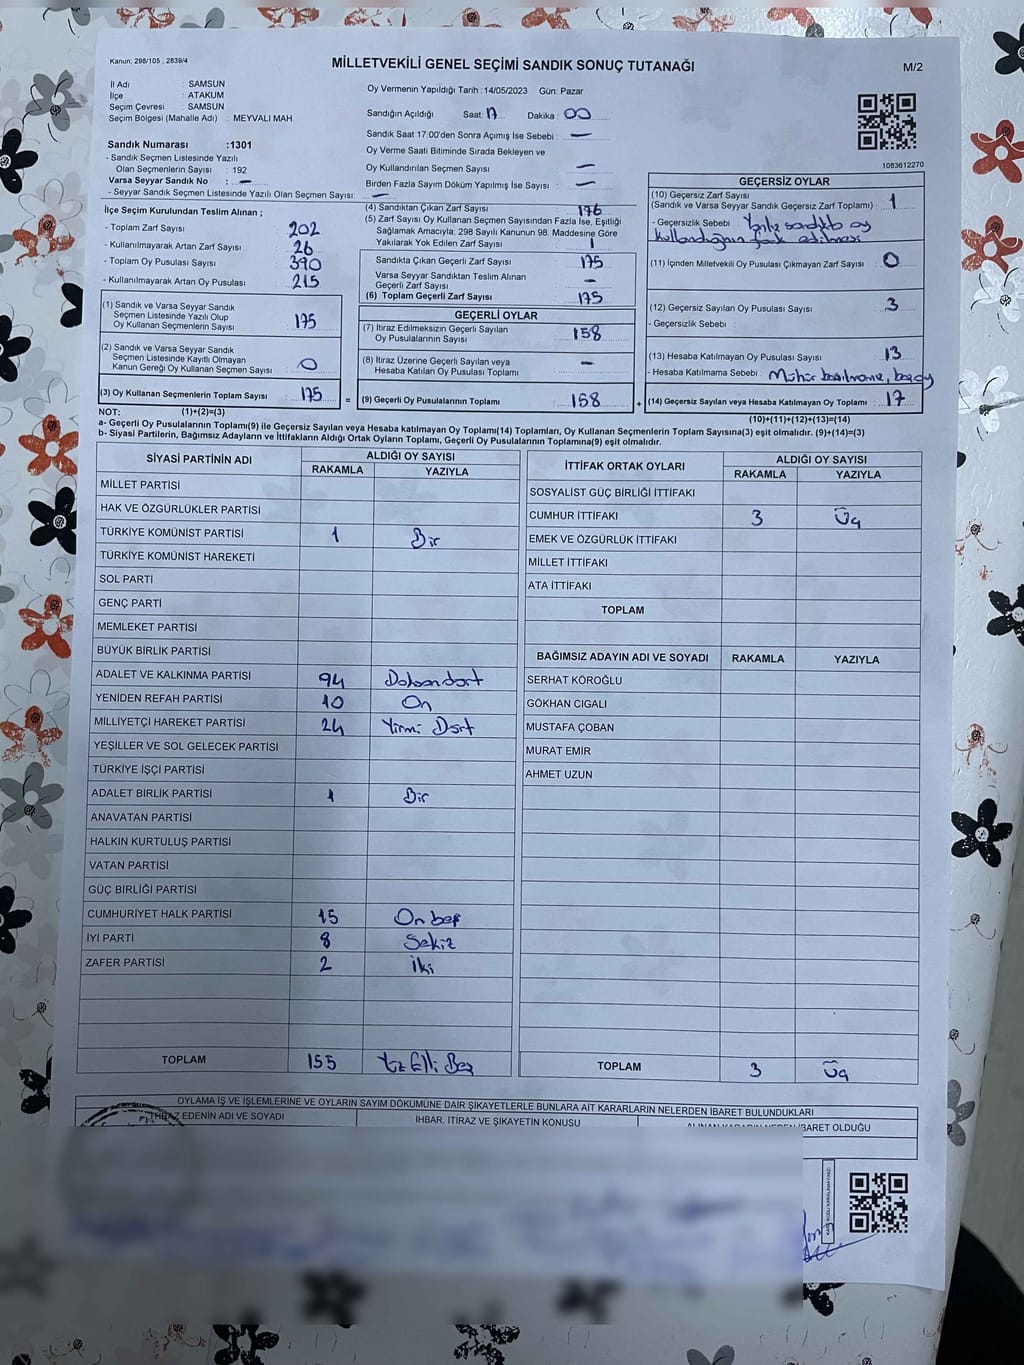 Kanun: 298/105 , 2839/4
MİLLETVEKİLİ GENEL SEÇİMİ SANDIK SONUÇ TUTANAĞI
M/2
İl Adı : SAMSUN
İlçe : ATAKUM
Seçim Çevresi : SAMSUN
Seçim Bölgesi (Mahalle Adı) : MEYVALI MAH
Oy Vermenin Yapıldığı Tarih :14/05/2023 Gün: Pazar
Sandığın Açıldığı Saat: 17 Dakika : 00
Sandık Saat 17:00'den Sonra Açımış İse Sebebi : —
Oy Verme Saati Bitiminde Sırada Bekleyen ve
Oy Kullandırılan Seçmen Sayısı : —
Birden Fazla Sayım Döküm Yapılmış İse Sayısı : —
Sandık Numarası :1301
- Sandık Seçmen Listesinde Yazılı
Olan Seçmenlerin Sayısı : 192
Varsa Seyyar Sandık No : —
- Seyyar Sandık Seçmen Listesinde Yazılı Olan Seçmen Sayısı: —
1083612270
İlçe Seçim Kurulundan Teslim Alınan ;
- Toplam Zarf Sayısı : 202
- Kullanılmayarak Artan Zarf Sayısı : 26
- Toplam Oy Pusulası Sayısı : 390
- Kullanılmayarak Artan Oy Pusulası : 215
(1) Sandık ve Varsa Seyyar Sandık
Seçmen Listesinde Yazılı Olup
Oy Kullanan Seçmenlerin Sayısı : 175
(2) Sandık ve Varsa Seyyar Sandık
Seçmen Listesinde Kayıtlı Olmayan
Kanun Gereği Oy Kullanan Seçmen Sayısı : 0
(3) Oy Kullanan Seçmenlerin Toplam Sayısı : 175
=
(4) Sandıktan Çıkan Zarf Sayısı : 176
(5) Zarf Sayısı Oy Kullanan Seçmen Sayısından Fazla İse, Eşitliği
Sağlamak Amacıyla; 298 Sayılı Kanunun 98. Maddesine Göre
Yakılarak Yok Edilen Zarf Sayısı : 1
Sandıkta Çıkan Geçerli Zarf Sayısı : 175
Varsa Seyyar Sandıktan Teslim Alınan
Geçerli Zarf Sayısı : —
(6) Toplam Geçerli Zarf Sayısı : 175
GEÇERLİ OYLAR
(7) İtiraz Edilmeksizin Geçerli Sayılan
Oy Pusulalarının Sayısı : 158
(8) İtiraz Üzerine Geçerli Sayılan veya
Hesaba Katılan Oy Pusulası Toplamı : —
(9) Geçerli Oy Pusulalarının Toplamı : 158
+
GEÇERSİZ OYLAR
(10) Geçersiz Zarf Sayısı
(Sandık ve Varsa Seyyar Sandık Geçersiz Zarf Toplamı) : 1
- Geçersizlik Sebebi : Yanlış sandıkta oy
kullandığının fark edilmesi
(11) İçinden Milletvekili Oy Pusulası Çıkmayan Zarf Sayısı : 0
(12) Geçersiz Sayılan Oy Pusulası Sayısı : 3
- Geçersizlik Sebebi :
(13) Hesaba Katılmayan Oy Pusulası Sayısı : 13
- Hesaba Katılmama Sebebi : Mühür basılmama, boş oy
(14) Geçersiz Sayılan veya Hesaba Katılmayan Oy Toplamı : 17
NOT: (1)+(2)=(3)
(10)+(11)+(12)+(13)=(14)
a- Geçerli Oy Pusulalarının Toplamı(9) ile Geçersiz Sayılan veya Hesaba katılmayan Oy Toplamı(14) Toplamları, Oy Kullanan Seçmenlerin Toplam Sayısına(3) eşit olmalıdır. (9)+(14)=(3)
b- Siyasi Partilerin, Bağımsız Adayların ve İttifakların Aldığı Ortak Oyların Toplamı, Geçerli Oy Pusulalarının Toplamına(9) eşit olmalıdır.
SİYASİ PARTİNİN ADI ALDIĞI OY SAYISI
RAKAMLA YAZIYLA
MİLLET PARTİSİ
HAK VE ÖZGÜRLÜKLER PARTİSİ
TÜRKİYE KOMÜNİST PARTİSİ 1 Bir
TÜRKİYE KOMÜNİST HAREKETİ
SOL PARTİ
GENÇ PARTİ
MEMLEKET PARTİSİ
BÜYÜK BİRLİK PARTİSİ
ADALET VE KALKINMA PARTİSİ 94 Doksandört
YENİDEN REFAH PARTİSİ 10 On
MİLLİYETÇİ HAREKET PARTİSİ 24 Yirmi Dört
YEŞİLLER VE SOL GELECEK PARTİSİ
TÜRKİYE İŞÇİ PARTİSİ
ADALET BİRLİK PARTİSİ 1 Bir
ANAVATAN PARTİSİ
HALKIN KURTULUŞ PARTİSİ
VATAN PARTİSİ
GÜÇ BİRLİĞİ PARTİSİ
CUMHURİYET HALK PARTİSİ 15 On beş
İYİ PARTİ 8 Sekiz
ZAFER PARTİSİ 2 İki
TOPLAM 155 Yüz Elli Beş
İTTİFAK ORTAK OYLARI ALDIĞI OY SAYISI
RAKAMLA YAZIYLA
SOSYALİST GÜÇ BİRLİĞİ İTTİFAKI
CUMHUR İTTİFAKI 3 Üç
EMEK VE ÖZGÜRLÜK İTTİFAKI
MİLLET İTTİFAKI
ATA İTTİFAKI
TOPLAM
BAĞIMSIZ ADAYIN ADI VE SOYADI RAKAMLA YAZIYLA
SERHAT KÖROĞLU
GÖKHAN CIGALI
MUSTAFA ÇOBAN
MURAT EMİR
AHMET UZUN
TOPLAM 3 Üç
OYLAMA İŞ VE İŞLEMLERİNE VE OYLARIN SAYIM DÖKÜMÜNE DAİR ŞİKAYETLERLE BUNLARA AİT KARARLARIN NELERDEN İBARET BULUNDUKLARI
İTİRAZ EDENİN ADI VE SOYADI İHBAR, İTİRAZ VE ŞİKAYETİN KONUSU ALINAN KARARIN NEDEN İBARET OLDUĞU